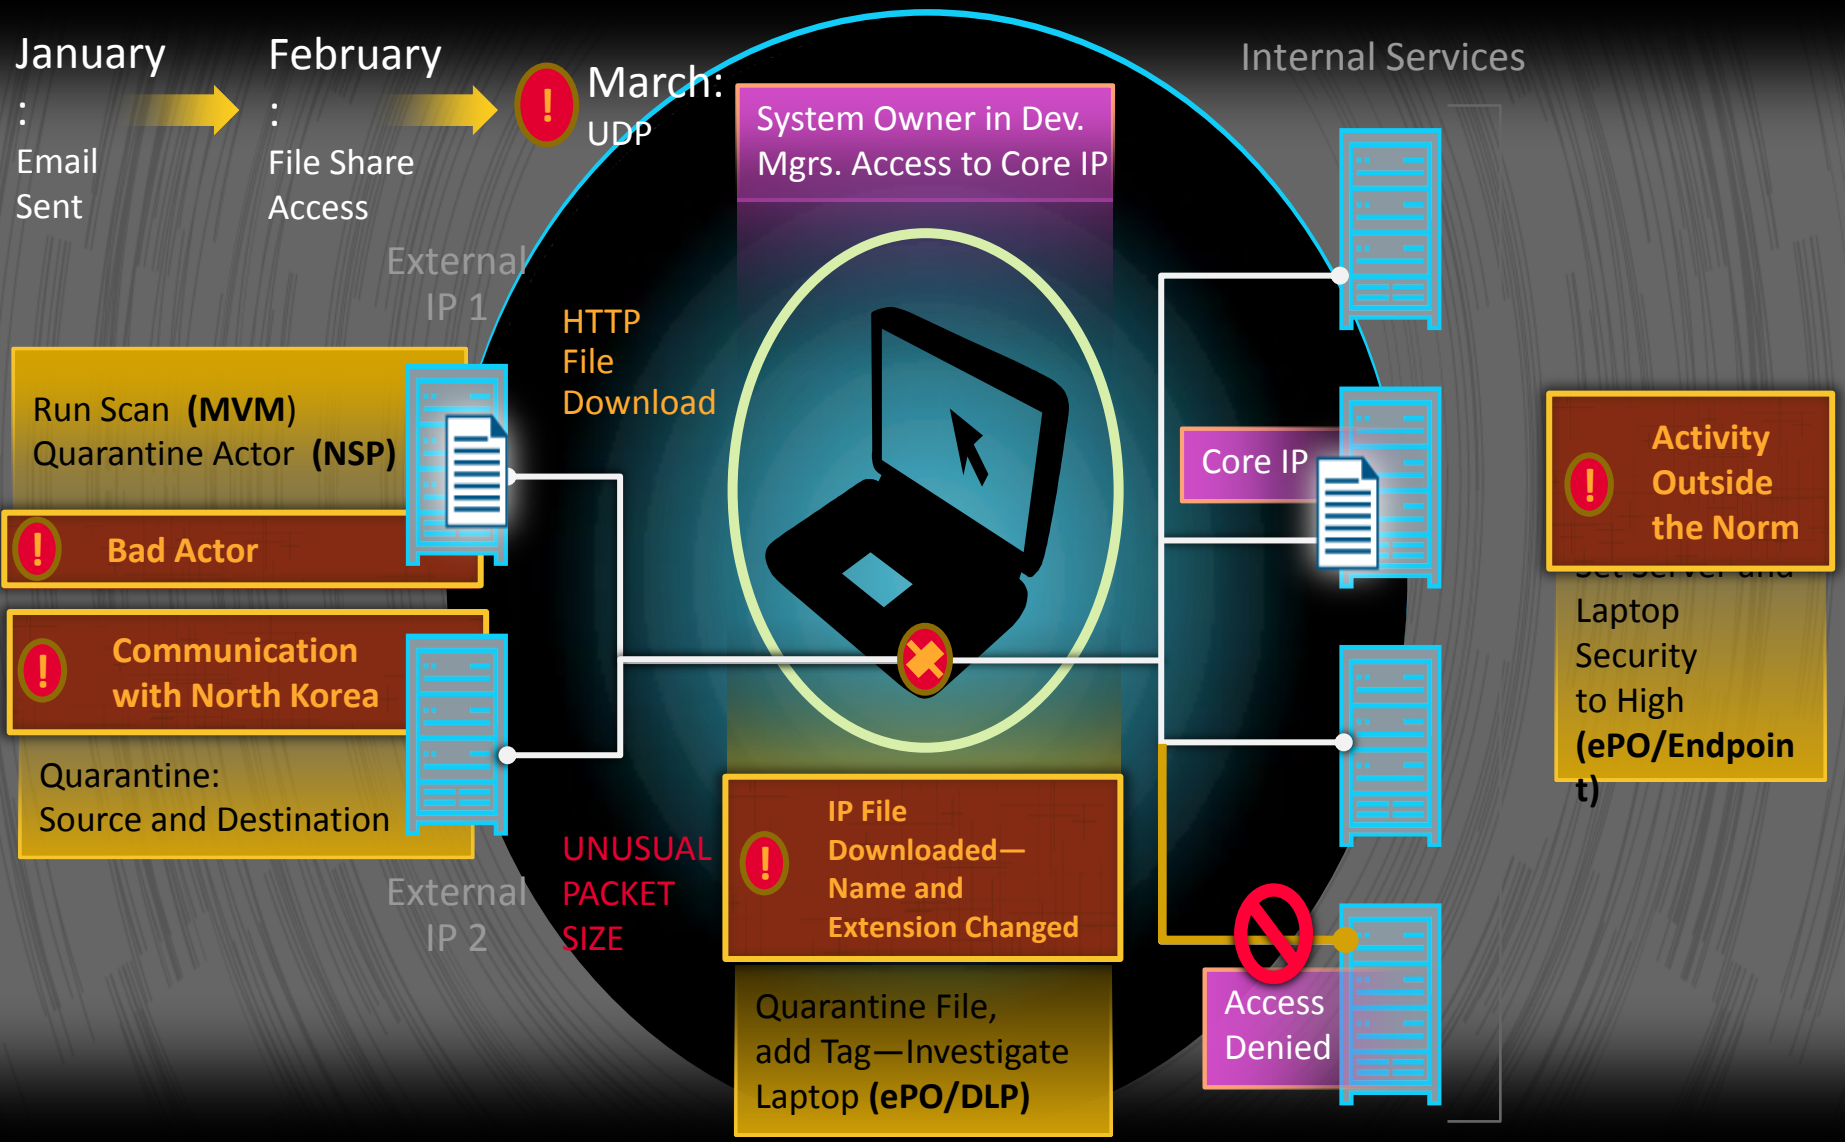 January
:
Email
Sent
February
:
File Share
Access
!
March:
UDP
System Owner in Dev.
Mgrs. Access to Core IP
Internal Services
External
IP 1
HTTP
File
Download
Run Scan (MVM)
Quarantine Actor (NSP)
!
Bad Actor
!
Communication
with North Korea
Quarantine:
Source and Destination
External
IP 2
UNUSUAL
PACKET
SIZE
!
IP File
Downloaded—
Name and
Extension Changed
Quarantine File,
add Tag—Investigate
Laptop (ePO/DLP)
Core IP
Access
Denied
!
Activity
Outside
the Norm
Set Server and
Laptop
Security
to High
(ePO/Endpoin
t)